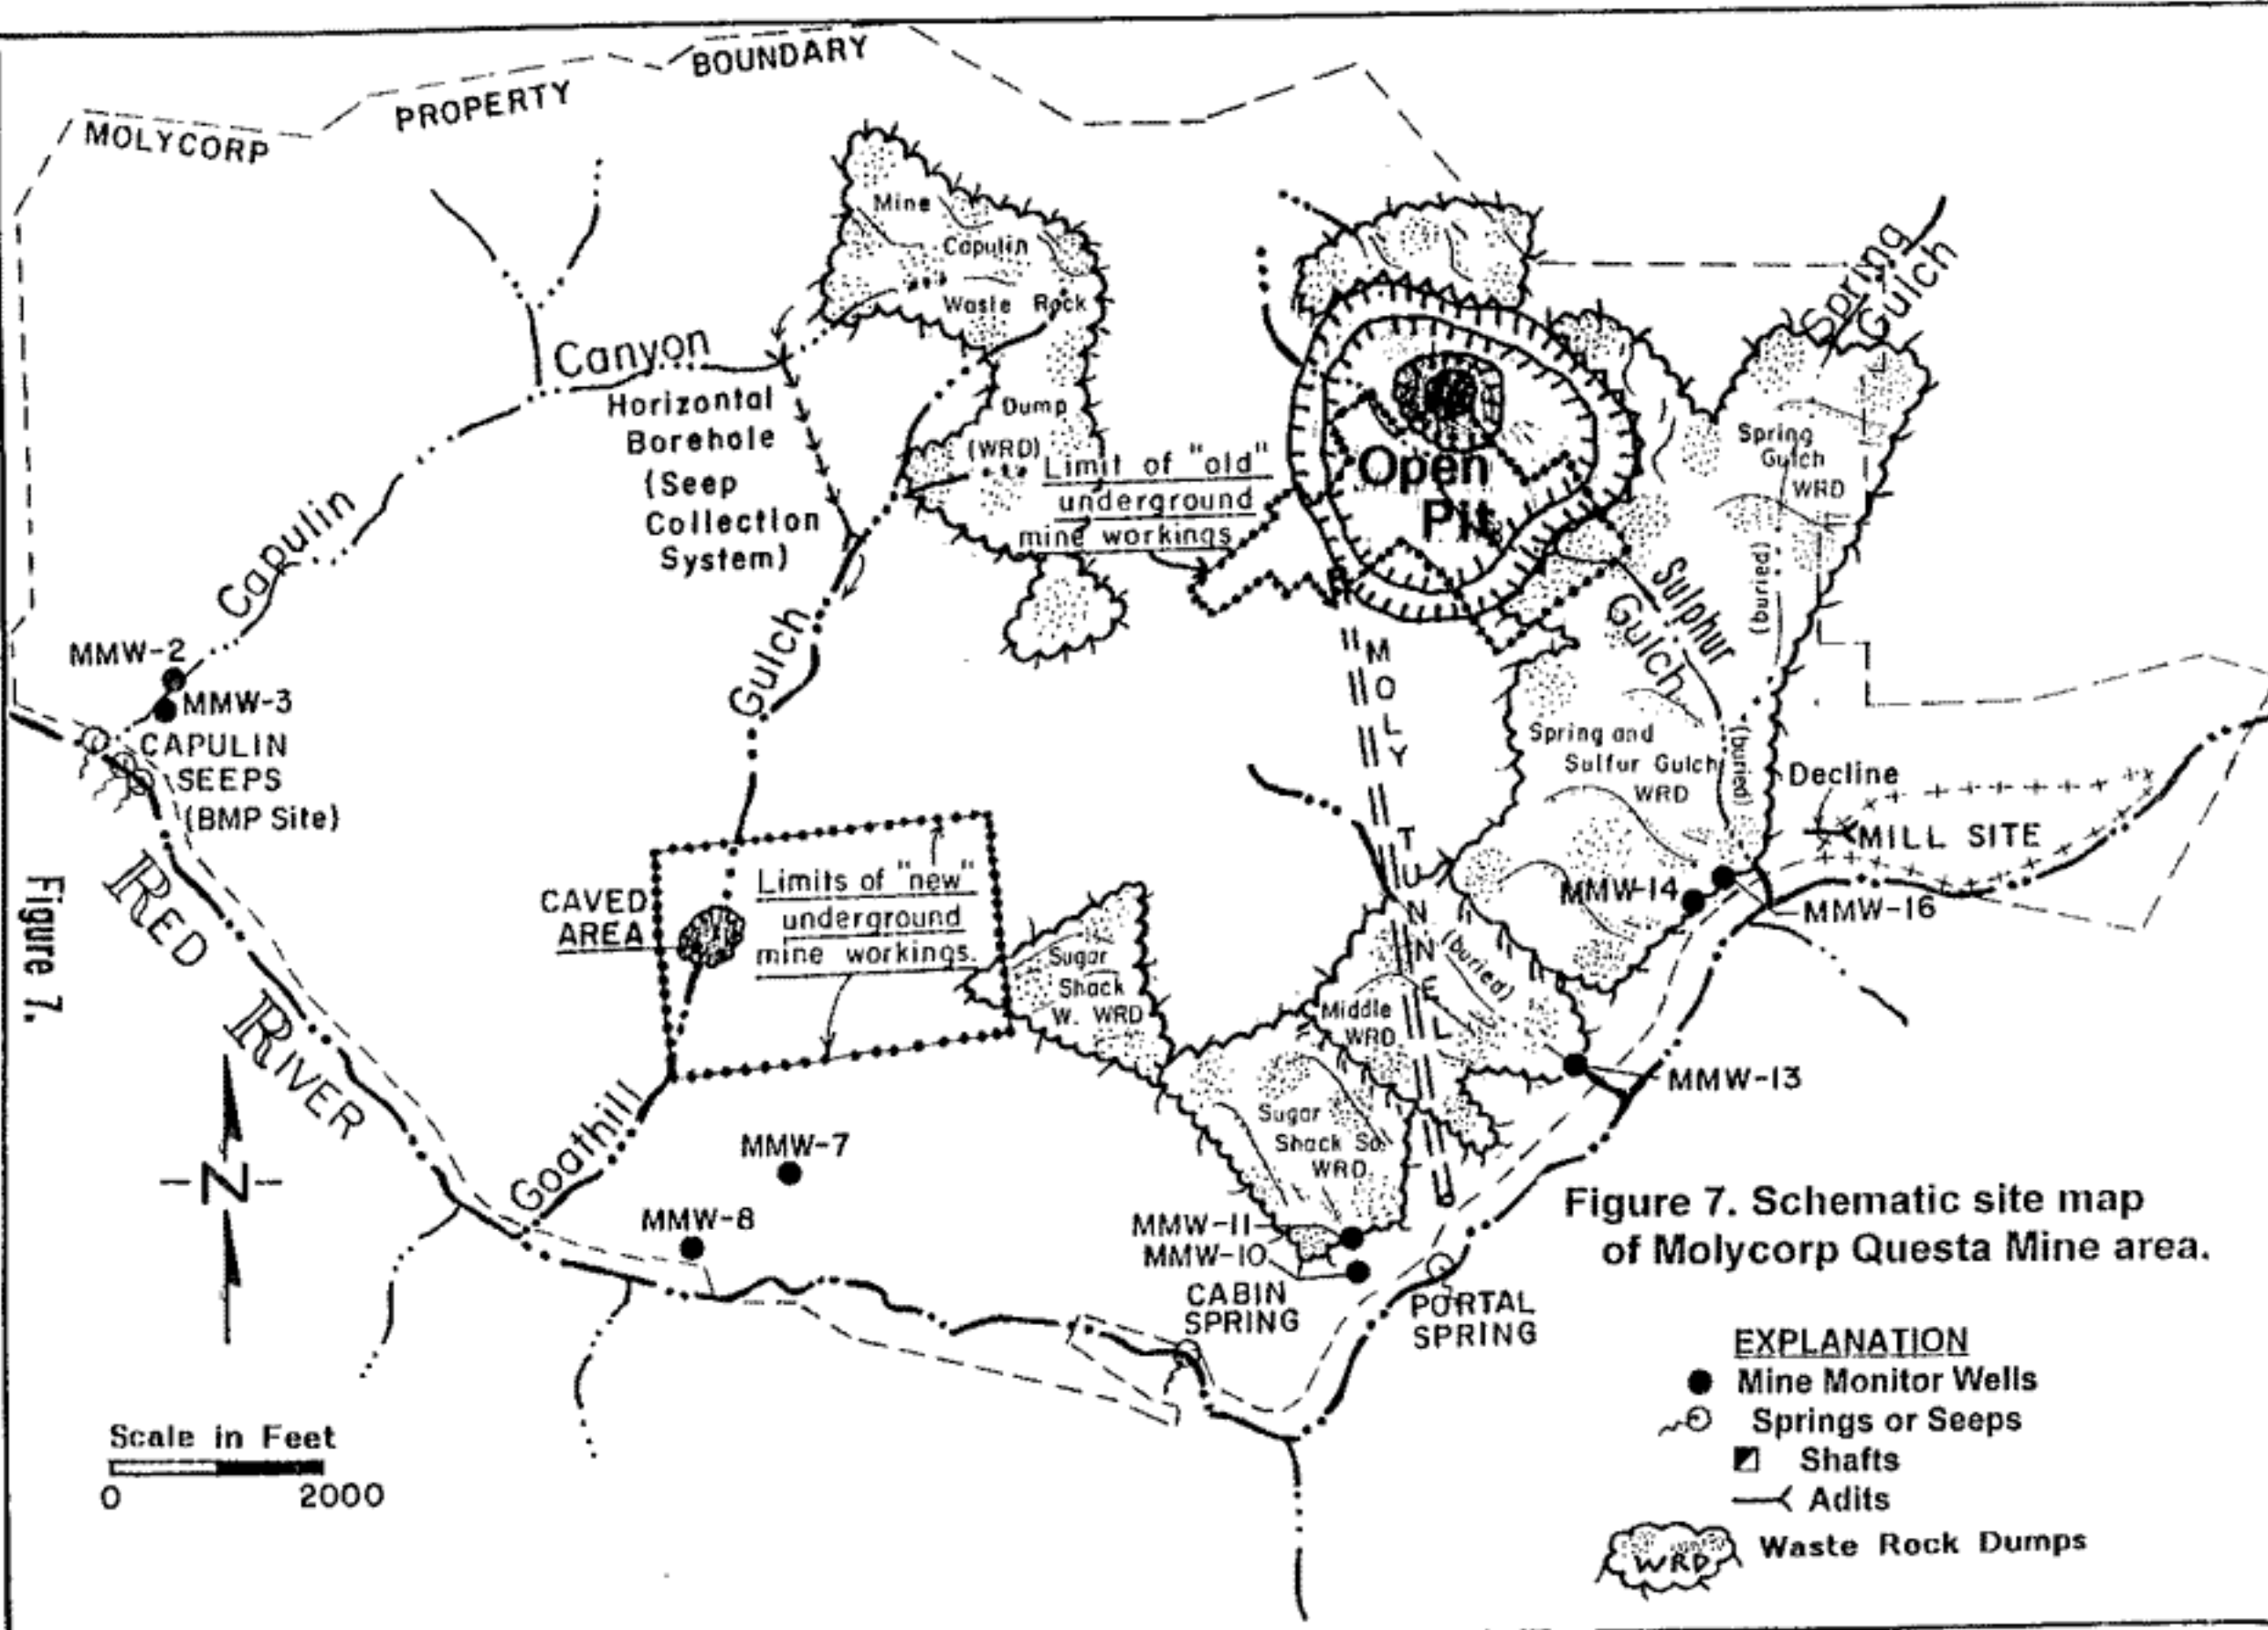 MOLYCORP PROPERTY BOUNDARY
Mine
Capulin
Waste Rock
Dump
(WRD)
Spring
Gulch
Canyon
Capulin
Horizontal
Borehole
(Seep
Collection
System)
Limit of "old"
underground
mine workings
Open
Pit
Spring
Gulch
WRD
(buried)
Sulphur
Gulch
MOLY TUNNEL
MMW-2
MMW-3
CAPULIN
SEEPS
(BMP Site)
Gulch
Spring and
Sulfur Gulch
WRD
(buried)
Decline
MILL SITE
MMW-14
MMW-16
Figure 7.
RED RIVER
CAVED
AREA
Limits of "new"
underground
mine workings.
Sugar
Shack
W. WRD
(buried)
Middle
WRD
MMW-13
Goathill
N
MMW-7
MMW-8
Sugar
Shack So.
WRD.
MMW-11
MMW-10
CABIN
SPRING
PORTAL
SPRING
Figure 7. Schematic site map
of Molycorp Questa Mine area.
EXPLANATION
Mine Monitor Wells
Springs or Seeps
Shafts
Adits
WRD Waste Rock Dumps
Scale in Feet
0 2000